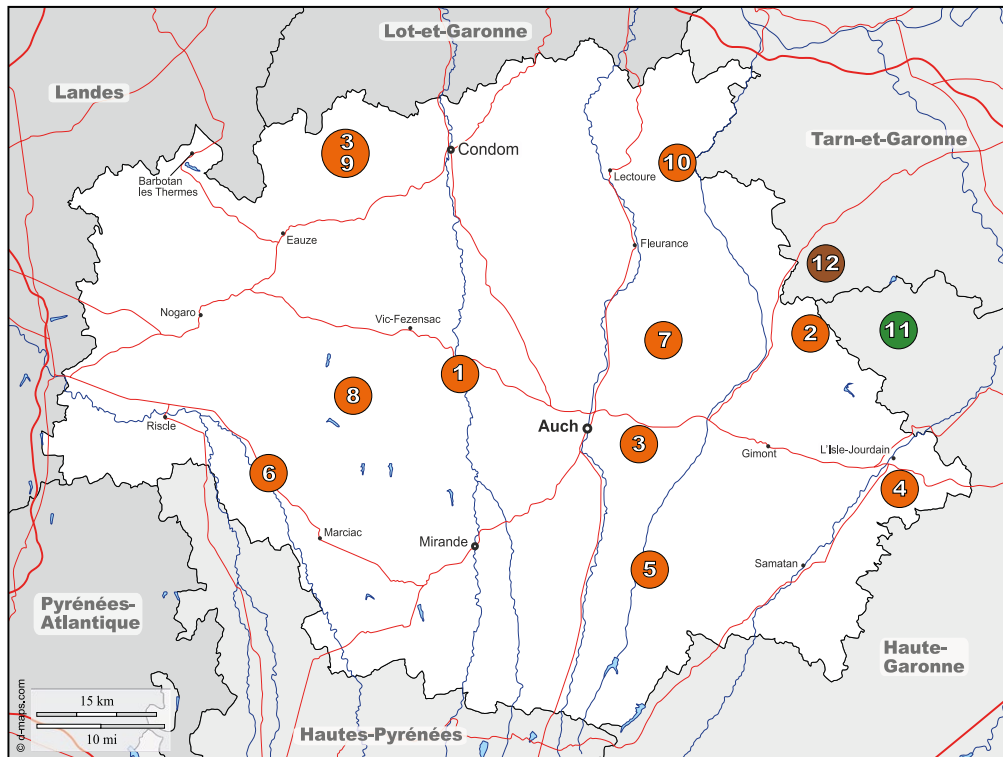 Lot-et-Garonne
Landes
Tarn-et-Garonne
3
9
Condom
10
Barbotan
les Thermes
Lectoure
Eauze
Fleurance
12
Nogaro
Vic-Fezensac
2
11
7
1
8
Riscle
Auch
3
Gimont
L'Isle-Jourdain
6
4
Marciac
Mirande
5
Samatan
Pyrénées-
Atlantique
Haute-
Garonne
15 km
10 mi
Hautes-Pyrénées
© d-maps.com